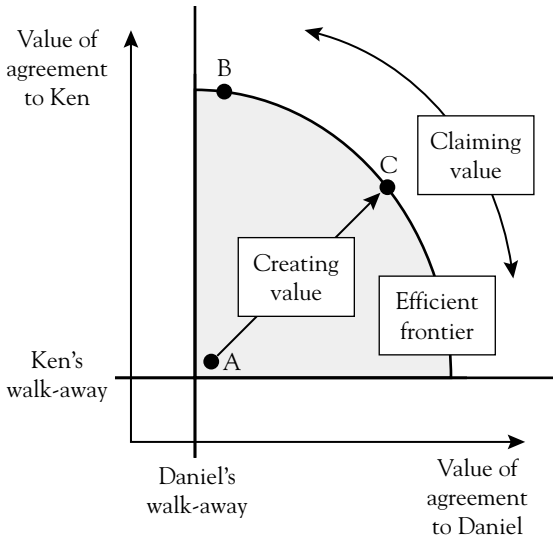 Value of
agreement
to Ken
B
Claiming
value
C
Creating
value
Efficient
frontier
A
Ken's
walk-away
Daniel's
walk-away
Value of
agreement
to Daniel